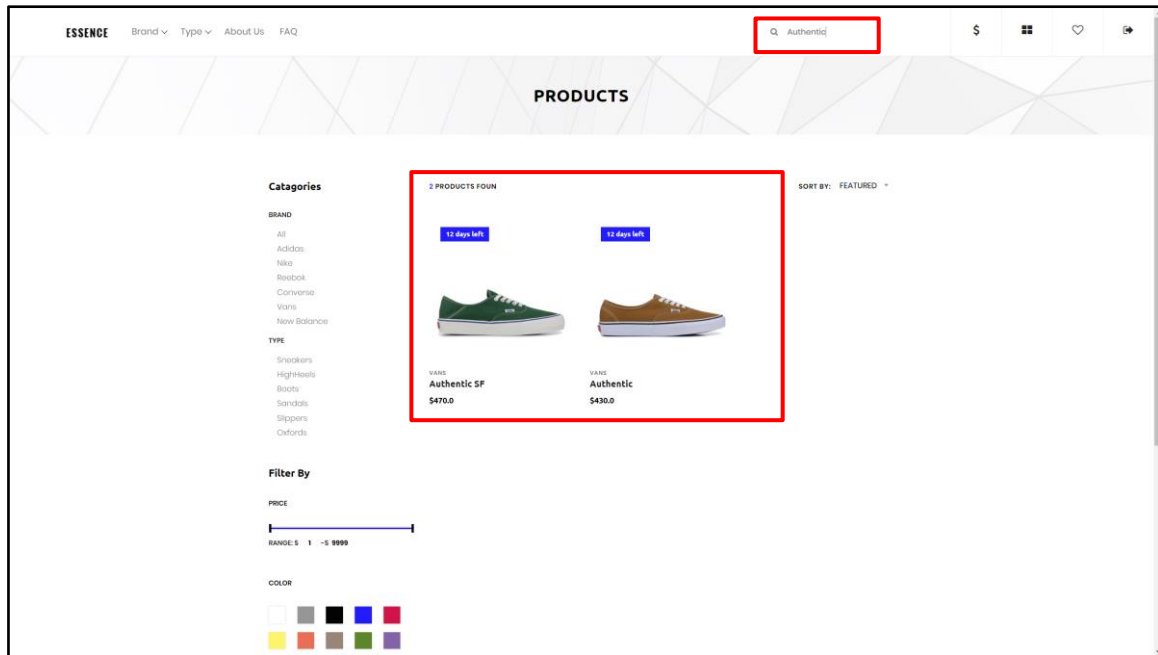 ESSENCE Brand Type About Us FAQ Authentic $
PRODUCTS
Catagories
BRAND
All
Adidas
Nike
Reebok
Converse
Vans
New Balance
TYPE
Sneakers
HighHeels
Boots
Sandals
Slippers
Oxfords
Filter By
PRICE
RANGE: $ 1 -$ 9999
COLOR
2 PRODUCTS FOUN
SORT BY: FEATURED
12 days left
VANS
Authentic SF
$470.0
12 days left
VANS
Authentic
$430.0